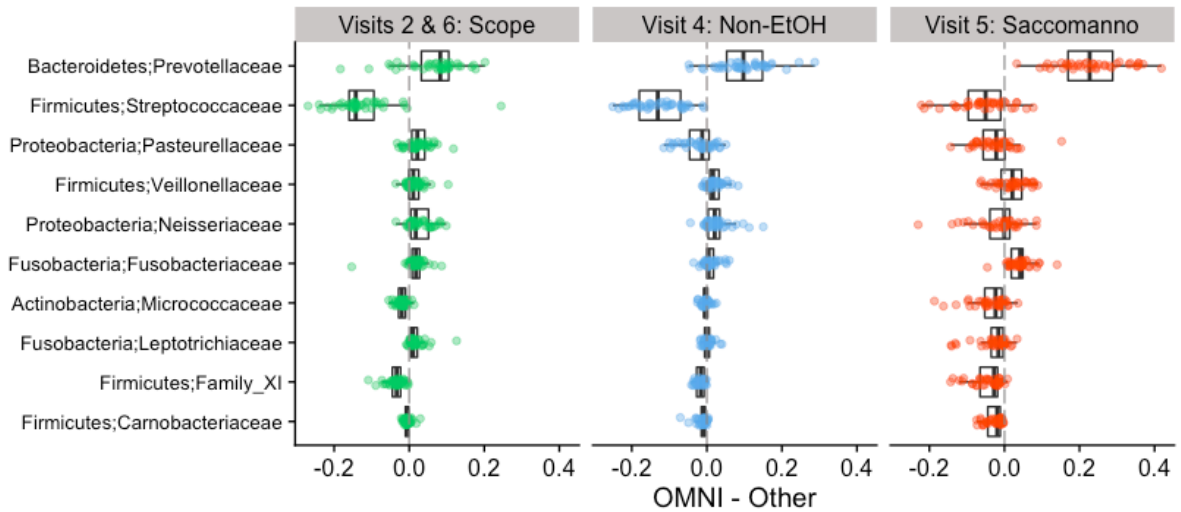 Visits 2 & 6: Scope
Visit 4: Non-EtOH
Visit 5: Saccomanno
Bacteroidetes;Prevotellaceae
Firmicutes;Streptococcaceae
Proteobacteria;Pasteurellaceae
Firmicutes;Veillonellaceae
Proteobacteria;Neisseriaceae
Fusobacteria;Fusobacteriaceae
Actinobacteria;Micrococcaceae
Fusobacteria;Leptotrichiaceae
Firmicutes;Family_XI
Firmicutes;Carnobacteriaceae
-0.2 0.0 0.2 0.4
-0.2 0.0 0.2 0.4
-0.2 0.0 0.2 0.4
OMNI - Other